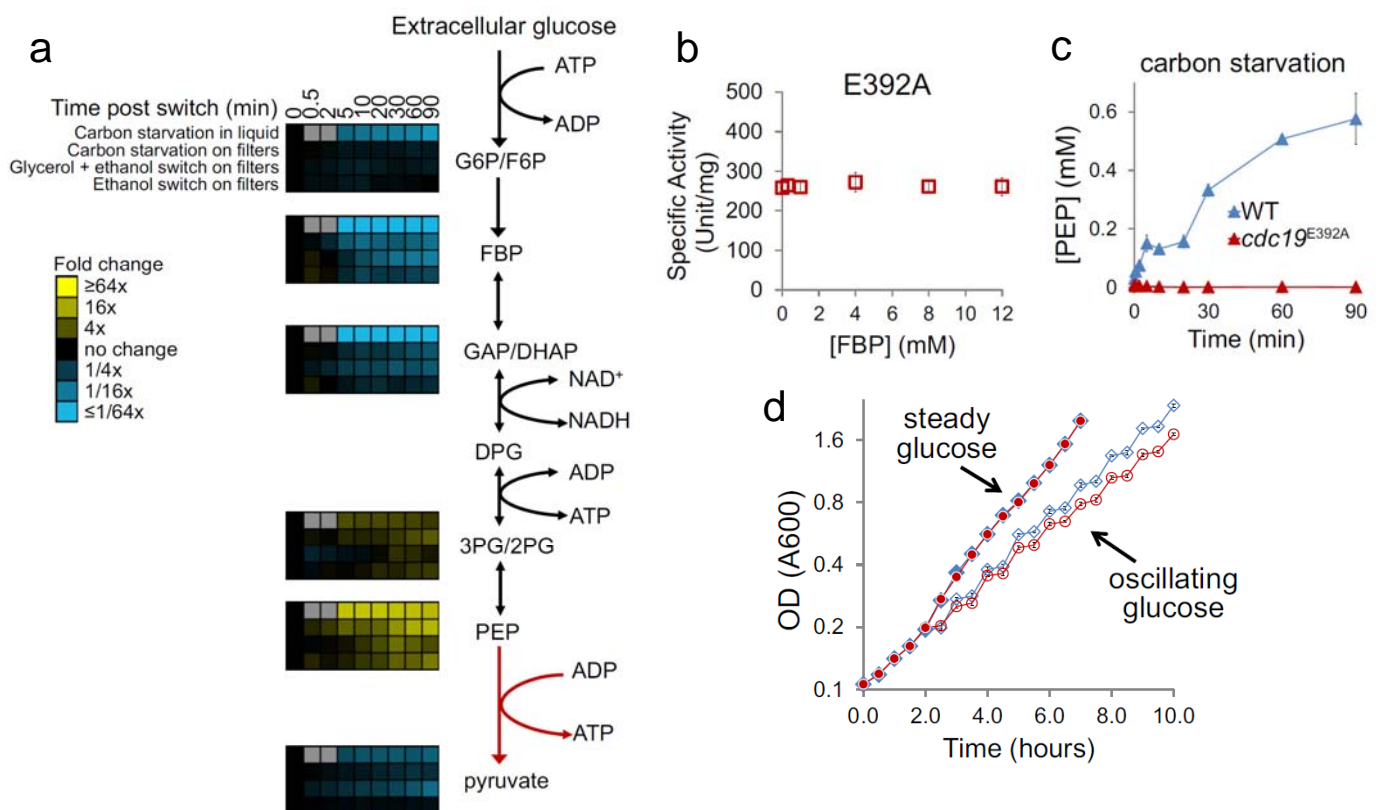 a
Extracellular glucose
ATP
ADP
Time post switch (min)
0 0.5 2 5 10 20 30 60 90
Carbon starvation in liquid
Carbon starvation on filters
Glycerol + ethanol switch on filters
Ethanol switch on filters
G6P/F6P
FBP
Fold change
≥64x
16x
4x
no change
1/4x
1/16x
≤1/64x
GAP/DHAP
NAD+
NADH
DPG
ADP
ATP
3PG/2PG
PEP
ADP
ATP
pyruvate
b
E392A
Specific Activity
(Unit/mg)
500
400
300
200
100
0
0 2 4 6 8 10 12
[FBP] (mM)
c
carbon starvation
[PEP] (mM)
0.6
0.4
0.2
0
WT
cdc19E392A
0 30 60 90
Time (min)
d
steady
glucose
oscillating
glucose
OD (A600)
1.6
0.8
0.4
0.2
0.1
0.0 2.0 4.0 6.0 8.0 10.0
Time (hours)